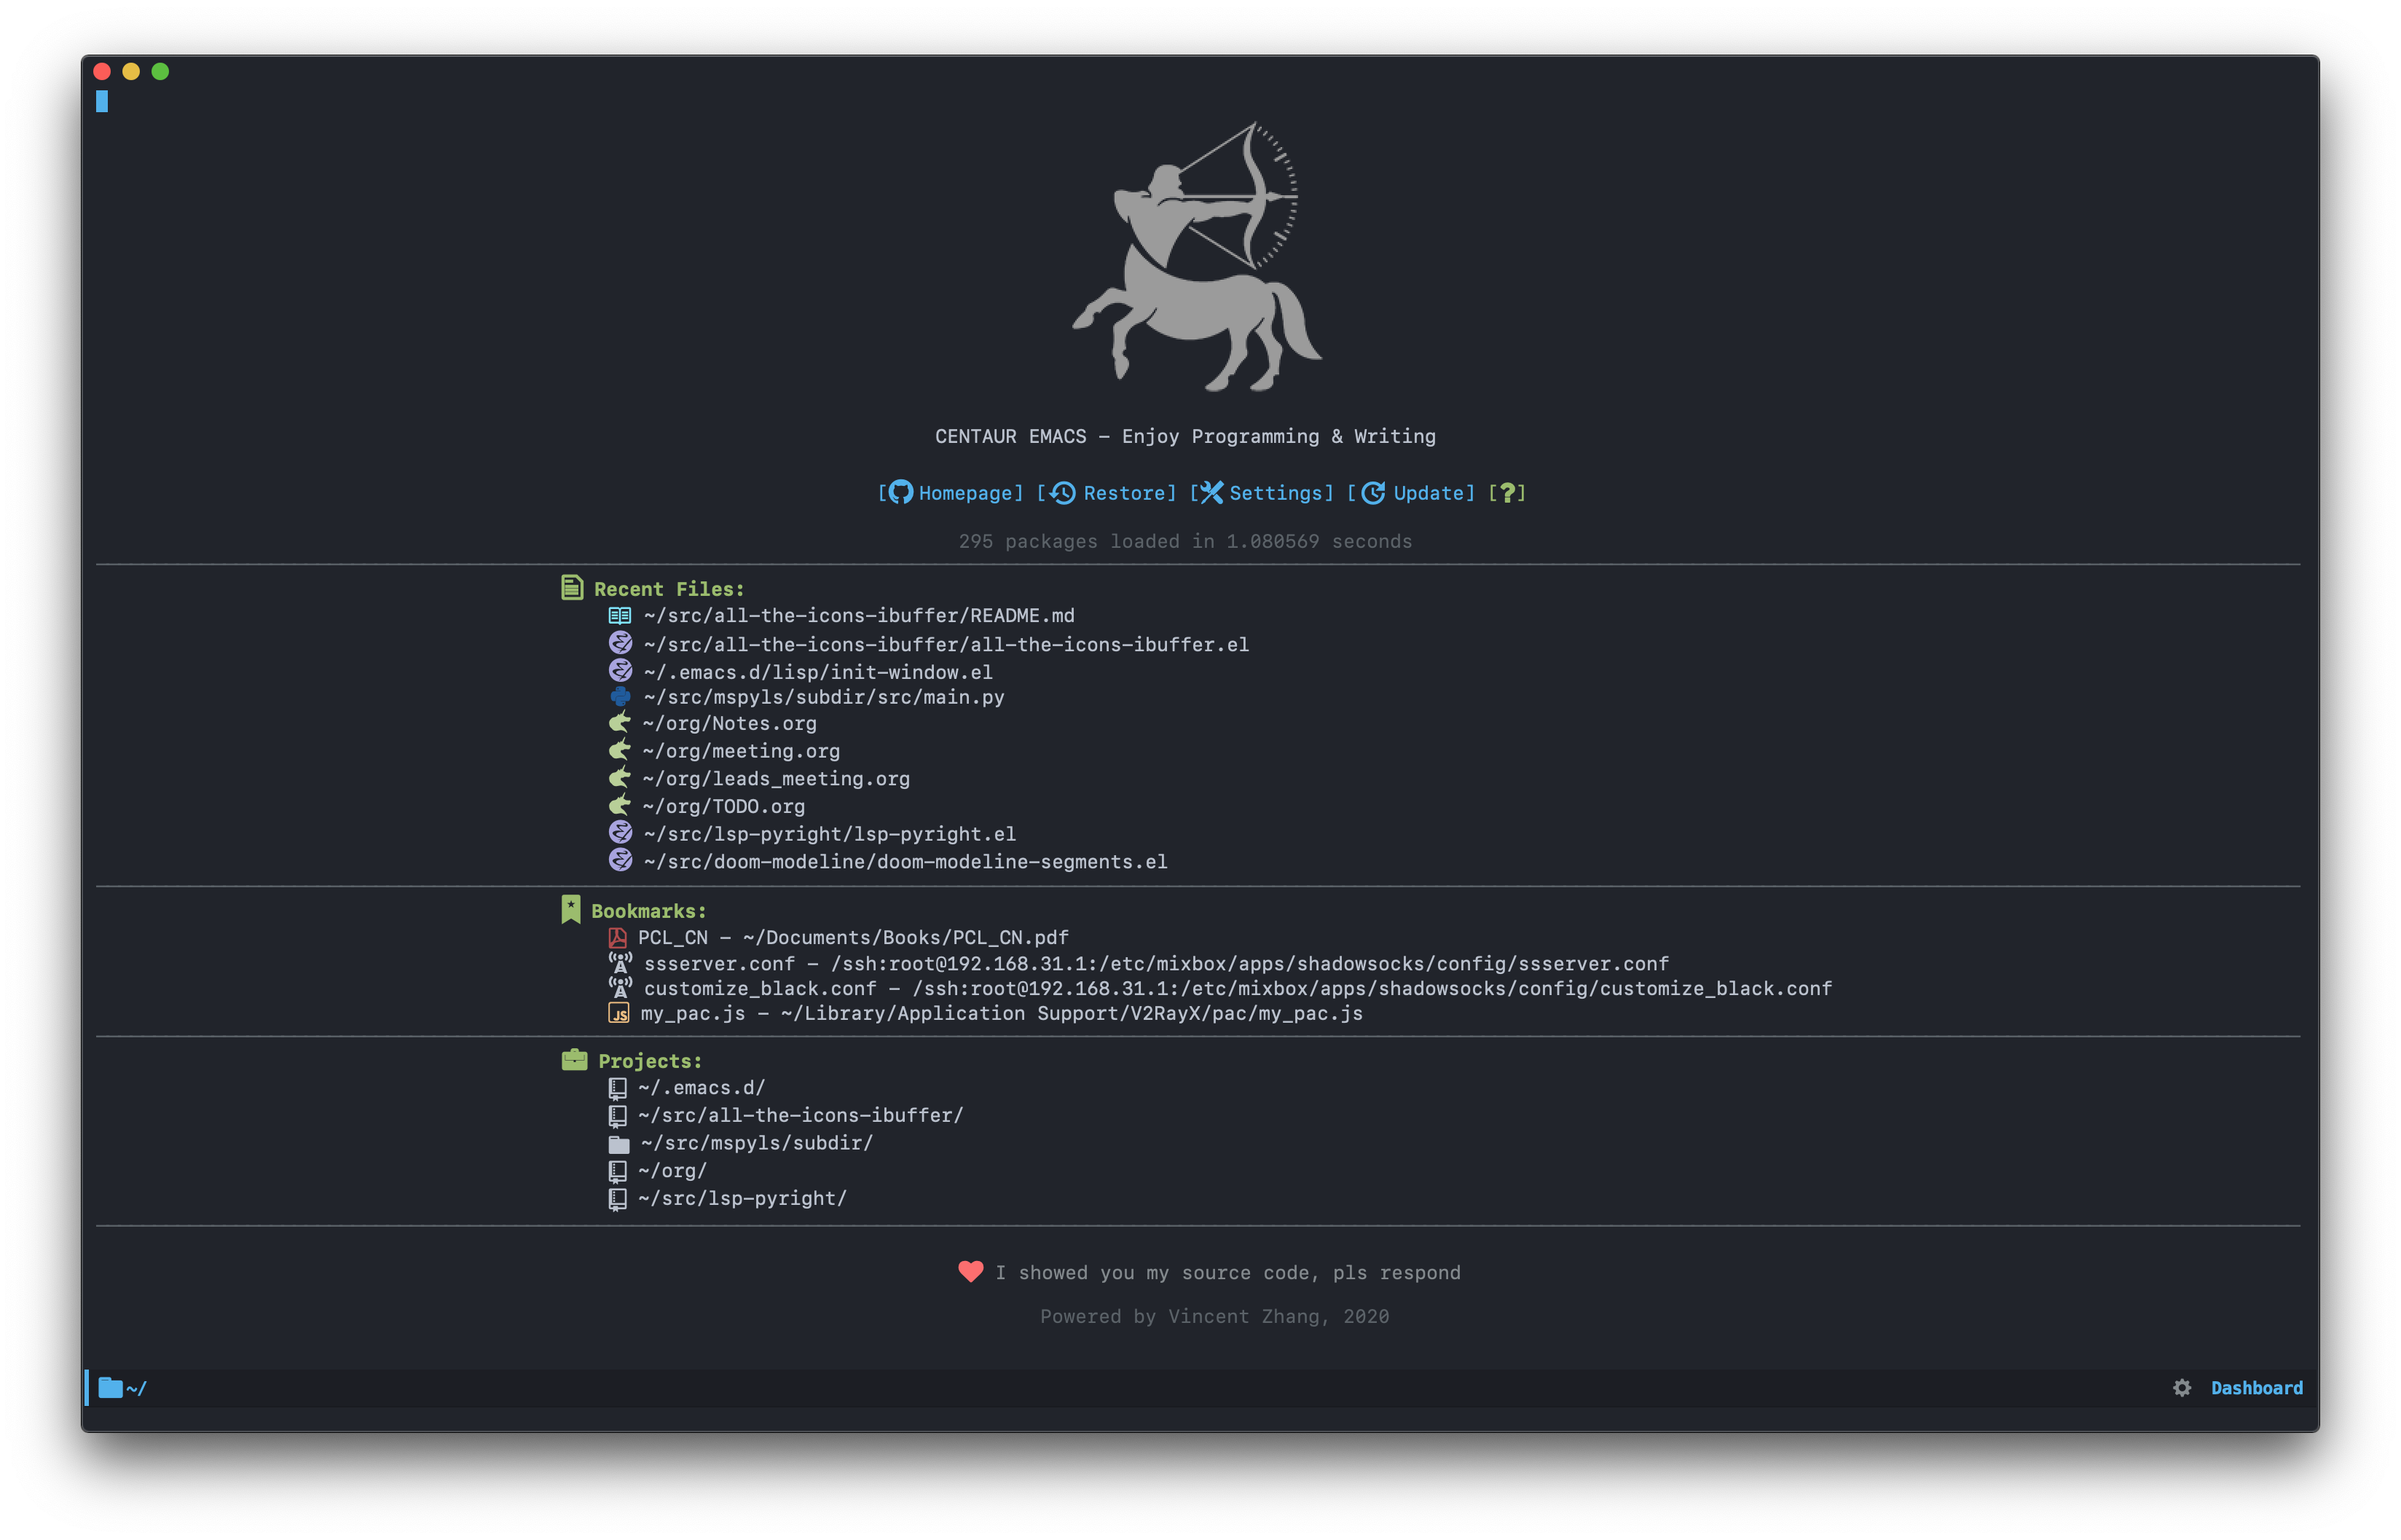 CENTAUR EMACS - Enjoy Programming & Writing
[Homepage] [Restore] [Settings] [Update] [?]
295 packages loaded in 1.080569 seconds
Recent Files:
~/src/all-the-icons-ibuffer/README.md
~/src/all-the-icons-ibuffer/all-the-icons-ibuffer.el
~/.emacs.d/lisp/init-window.el
~/src/mspyls/subdir/src/main.py
~/org/Notes.org
~/org/meeting.org
~/org/leads_meeting.org
~/org/TODO.org
~/src/lsp-pyright/lsp-pyright.el
~/src/doom-modeline/doom-modeline-segments.el
Bookmarks:
PCL_CN - ~/Documents/Books/PCL_CN.pdf
ssserver.conf - /ssh:root@192.168.31.1:/etc/mixbox/apps/shadowsocks/config/ssserver.conf
customize_black.conf - /ssh:root@192.168.31.1:/etc/mixbox/apps/shadowsocks/config/customize_black.conf
JS my_pac.js - ~/Library/Application Support/V2RayX/pac/my_pac.js
Projects:
~/.emacs.d/
~/src/all-the-icons-ibuffer/
~/src/mspyls/subdir/
~/org/
~/src/lsp-pyright/
I showed you my source code, pls respond
Powered by Vincent Zhang, 2020
~/ Dashboard